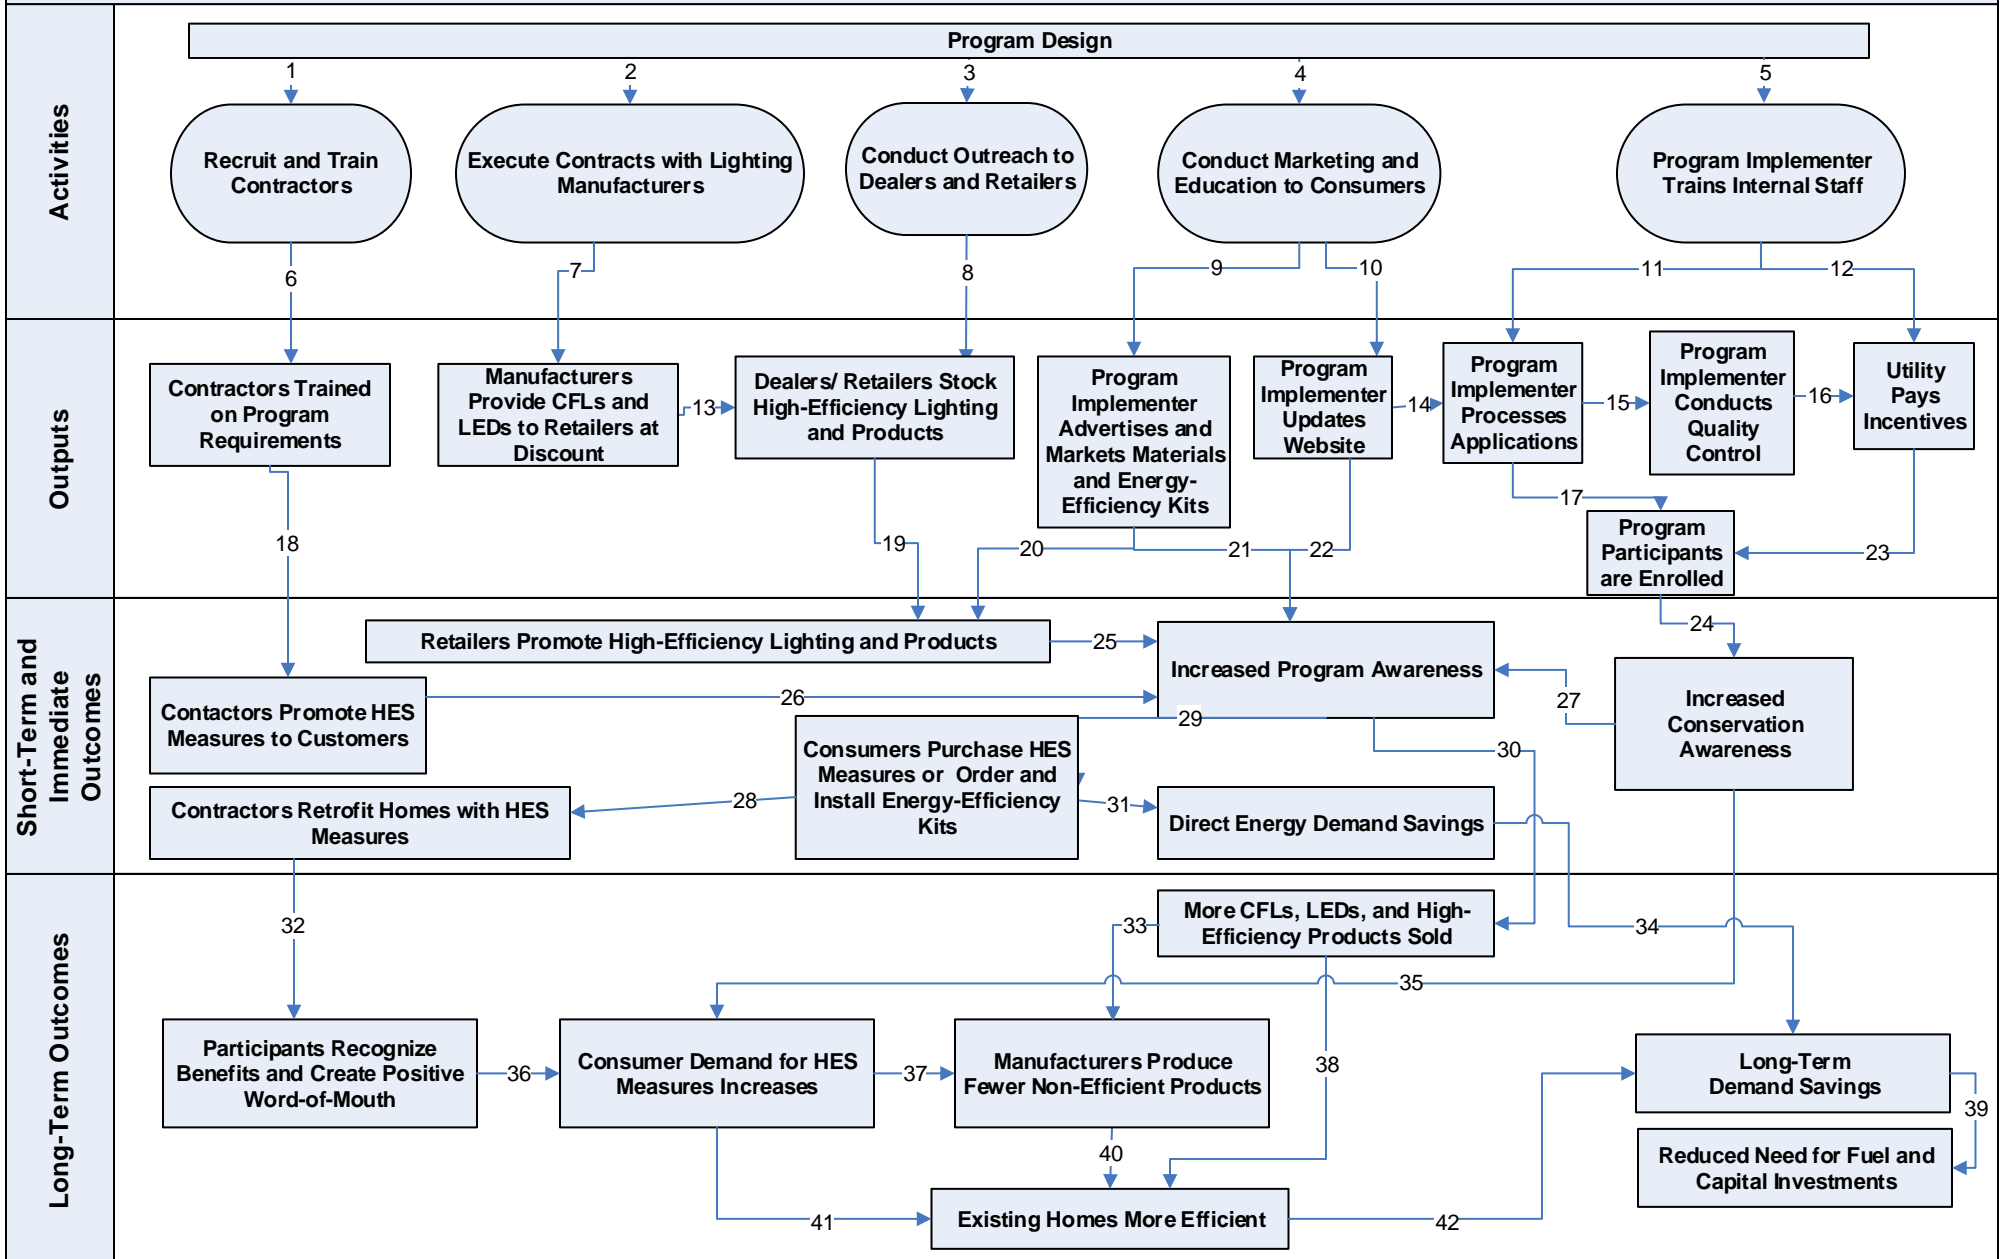 Program Design
1
2
3
4
5
Activities
Recruit and Train
Contractors
Execute Contracts with Lighting
Manufacturers
Conduct Outreach to
Dealers and Retailers
Conduct Marketing and
Education to Consumers
Program Implementer
Trains Internal Staff
6
7
8
9
10
11
12
Outputs
Contractors Trained
on Program
Requirements
Manufacturers
Provide CFLs and
LEDs to Retailers at
Discount
13
Dealers/ Retailers Stock
High-Efficiency Lighting
and Products
Program
Implementer
Advertises and
Markets Materials
and Energy-
Efficiency Kits
Program
Implementer
Updates
Website
14
Program
Implementer
Processes
Applications
15
Program
Implementer
Conducts
Quality
Control
16
Utility
Pays
Incentives
17
Program
Participants
are Enrolled
18
19
20
21
22
23
Short-Term and
Immediate
Outcomes
24
Retailers Promote High-Efficiency Lighting and Products
25
Increased Program Awareness
Contactors Promote HES
Measures to Customers
26
27
Increased
Conservation
Awareness
29
30
Consumers Purchase HES
Measures or  Order and
Install Energy-Efficiency
Kits
28
31
Contractors Retrofit Homes with HES
Measures
Direct Energy Demand Savings
Long-Term Outcomes
32
33
More CFLs, LEDs, and High-
Efficiency Products Sold
34
35
Participants Recognize
Benefits and Create Positive
Word-of-Mouth
36
Consumer Demand for HES
Measures Increases
37
Manufacturers Produce
Fewer Non-Efficient Products
38
Long-Term
Demand Savings
39
40
Reduced Need for Fuel and
Capital Investments
41
Existing Homes More Efficient
42